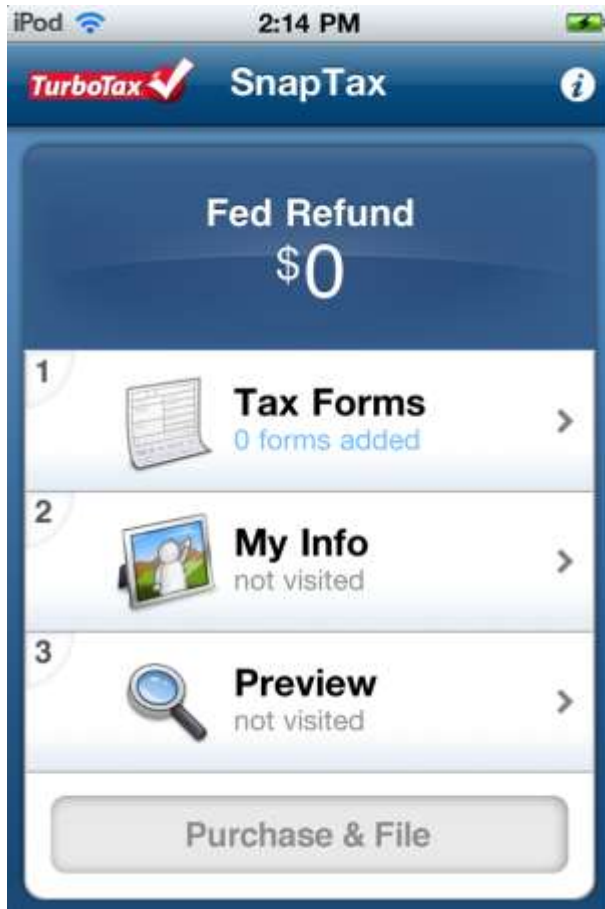 iPod 2:14 PM
TurboTax SnapTax i
Fed Refund
$0
1
Tax Forms
0 forms added
2
My Info
not visited
3
Preview
not visited
Purchase & File